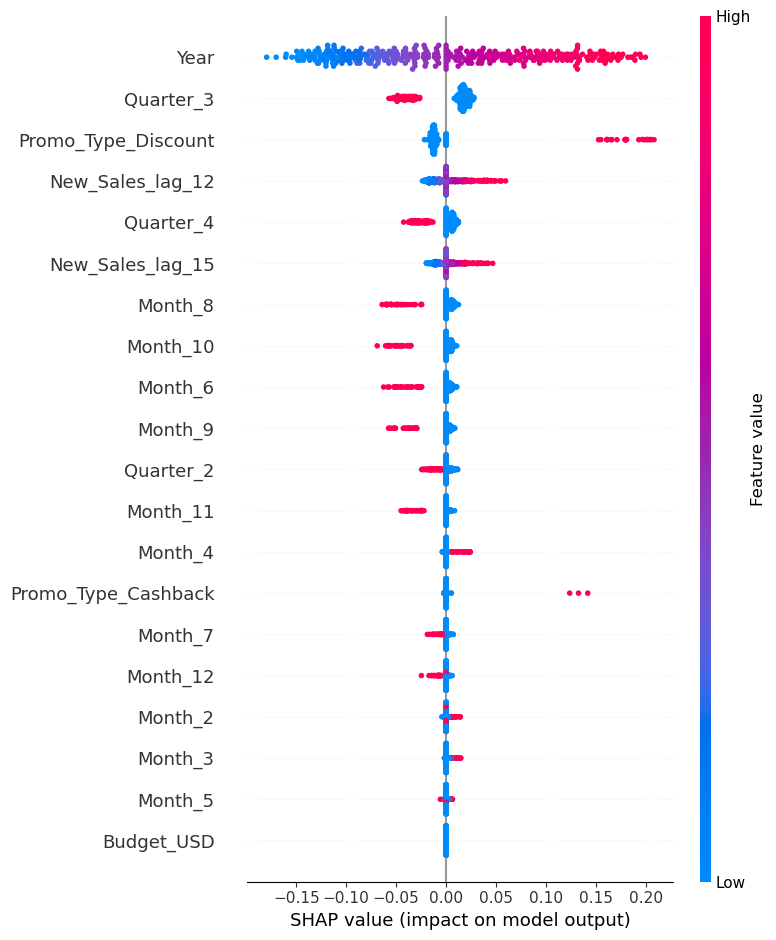 High
Year
Quarter_3
Promo_Type_Discount
New_Sales_lag_12
Quarter_4
New_Sales_lag_15
Month_8
Month_10
Month_6
Month_9
Quarter_2
Month_11
Month_4
Promo_Type_Cashback
Month_7
Month_12
Month_2
Month_3
Month_5
Budget_USD
Feature value
Low
−0.15 −0.10 −0.05 0.00 0.05 0.10 0.15 0.20
SHAP value (impact on model output)